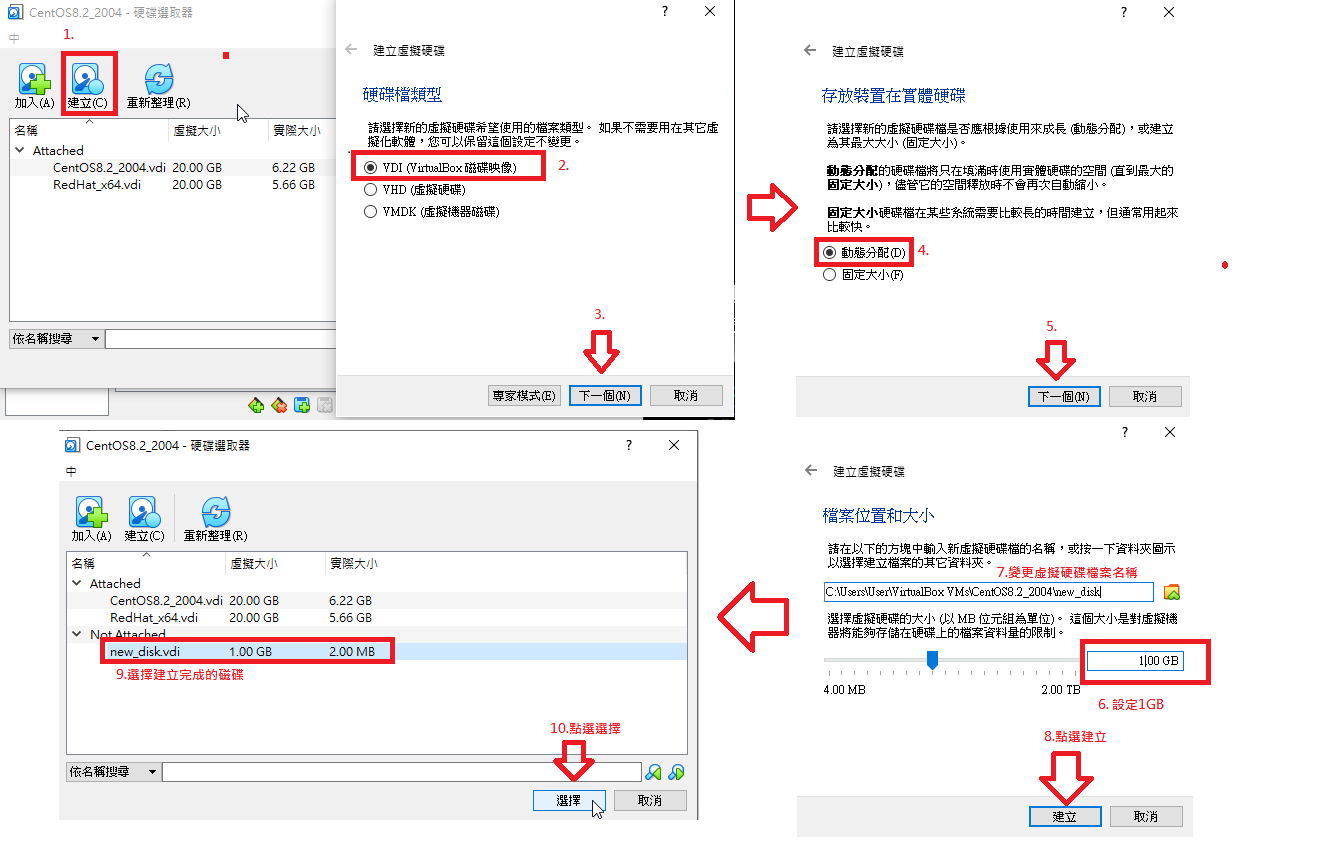 CentOS8.2_2004 - 硬碟選取器
中
1.
加入(A)
建立(C)
重新整理(R)
名稱 虛擬大小 實際大小
Attached
CentOS8.2_2004.vdi 20.00 GB 6.22 GB
RedHat_x64.vdi 20.00 GB 5.66 GB
依名稱搜尋
?
建立虛擬硬碟
硬碟檔類型
請選擇新的虛擬硬碟希望使用的檔案類型。 如果不需要用在其它虛
擬化軟體，您可以保留這個設定不變更。
VDI (VirtualBox 磁碟映像)
2.
VHD (虛擬硬碟)
VMDK (虛擬機器磁碟)
3.
專家模式(E)
下一個(N)
取消
?
建立虛擬硬碟
存放裝置在實體硬碟
請選擇新的虛擬硬碟檔是否應根據使用來成長 (動態分配)，或建立
為其最大大小 (固定大小)。
動態分配的硬碟檔將只在填滿時使用實體硬碟的空間 (直到最大的
固定大小)，儘管它的空間釋放時不會再次自動縮小。
固定大小硬碟檔在某些系統需要比較長的時間建立，但通常用起來
比較快。
動態分配(D)
4.
固定大小(F)
5.
下一個(N)
取消
?
建立虛擬硬碟
檔案位置和大小
請在以下的方塊中輸入新虛擬硬碟檔的名稱，或按一下資料夾圖示
以選擇建立檔案的其它資料夾。
7.變更虛擬硬碟檔案名稱
C:\Users\User\VirtualBox VMs\CentOS8.2_2004\new_disk
選擇虛擬硬碟的大小 (以 MB 位元組為單位)。 這個大小是對虛擬機
器將能夠存儲在硬碟上的檔案資料量的限制。
1.00 GB
4.00 MB 2.00 TB
6. 設定1GB
8.點選建立
建立
取消
CentOS8.2_2004 - 硬碟選取器
?
中
加入(A)
建立(C)
重新整理(R)
名稱 虛擬大小 實際大小
Attached
CentOS8.2_2004.vdi 20.00 GB 6.22 GB
RedHat_x64.vdi 20.00 GB 5.66 GB
Not Attached
new_disk.vdi 1.00 GB 2.00 MB
9.選擇建立完成的磁碟
10.點選選擇
依名稱搜尋
選擇
取消